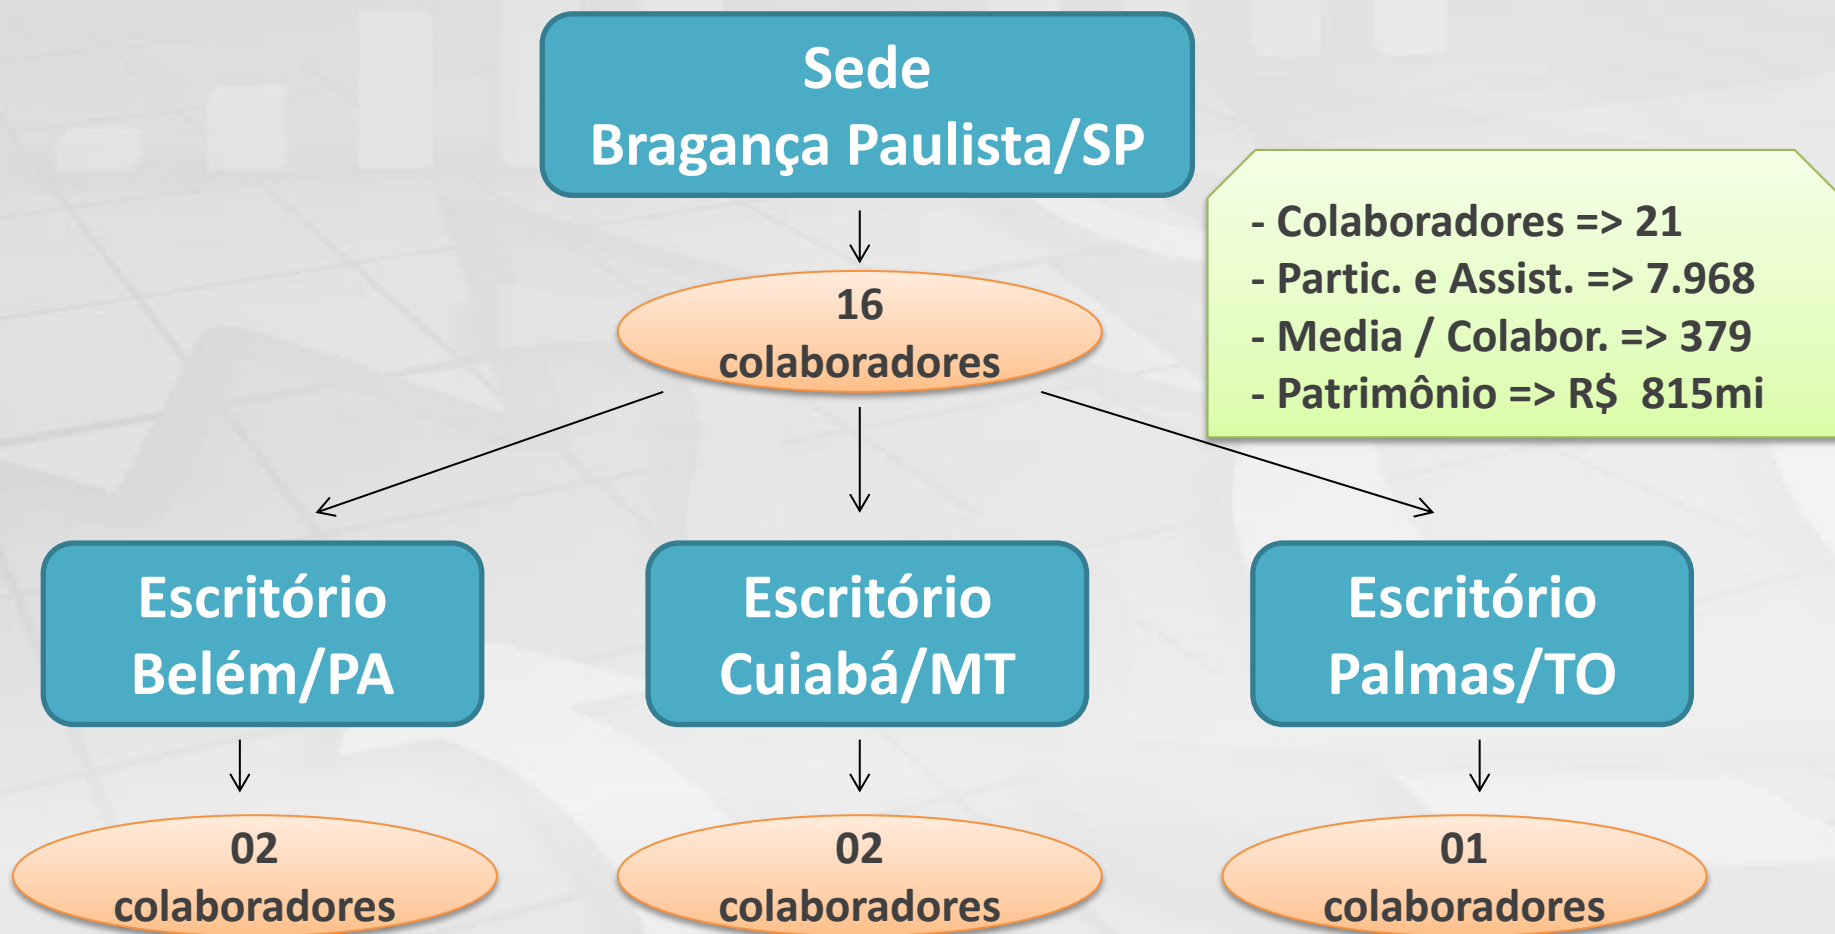 Sede
Bragança Paulista/SP
16
colaboradores
- Colaboradores => 21
- Partic. e Assist. => 7.968
- Media / Colabor. => 379
- Patrimônio => R$  815mi
Escritório
Belém/PA
Escritório
Cuiabá/MT
Escritório
Palmas/TO
02
colaboradores
02
colaboradores
01
colaboradores